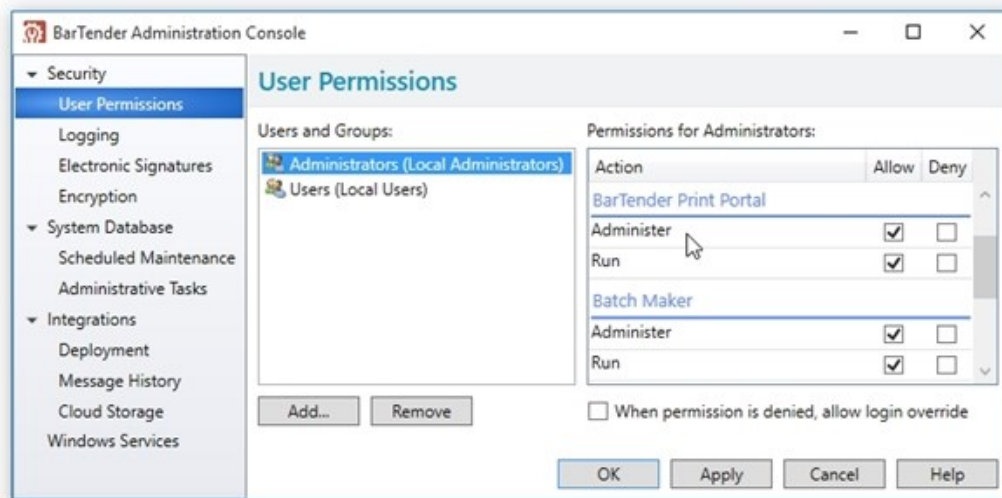 BarTender Administration Console
Security
User Permissions
Logging
Electronic Signatures
Encryption
System Database
Scheduled Maintenance
Administrative Tasks
Integrations
Deployment
Message History
Cloud Storage
Windows Services
User Permissions
Users and Groups:
Administrators (Local Administrators)
Users (Local Users)
Add...
Remove
Permissions for Administrators:
Action Allow Deny
BarTender Print Portal
Administer
Run
Batch Maker
Administer
Run
When permission is denied, allow login override
OK
Apply
Cancel
Help